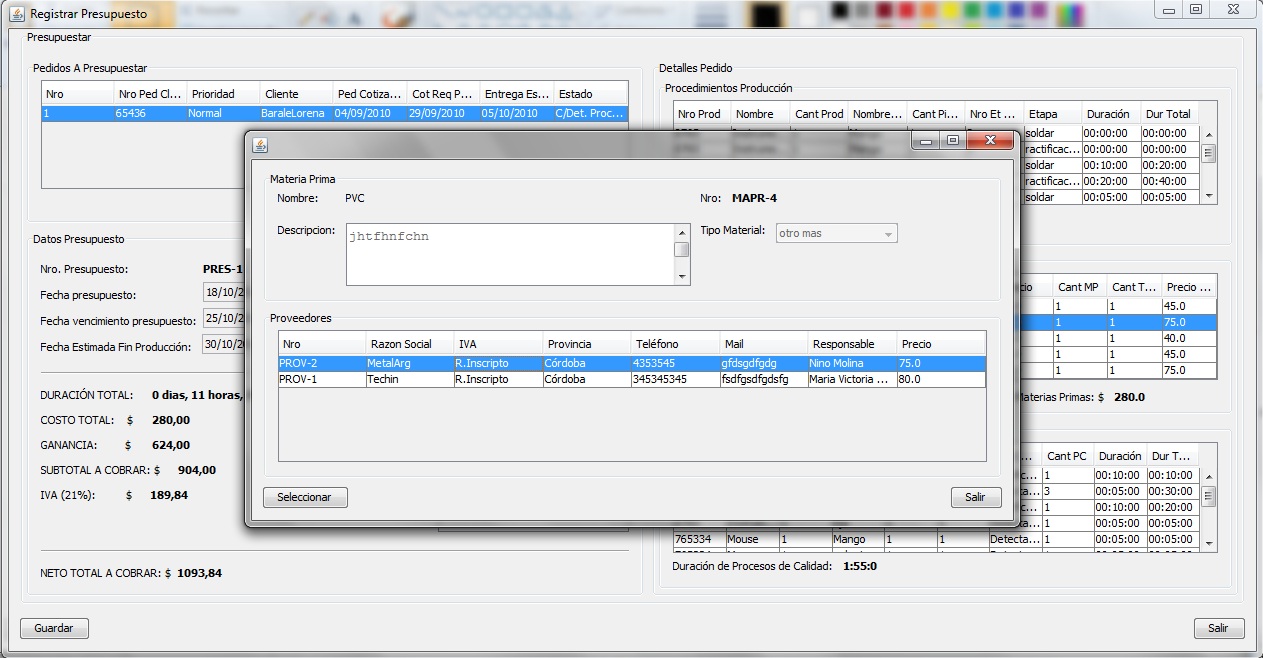 Registrar Presupuesto
Presupuestar
Pedidos A Presupuestar
Nro Nro Ped Cl... Prioridad Cliente Ped Cotiza... Cot Req P... Entrega Es... Estado
1 65436 Normal BaraleLorena 04/09/2010 29/09/2010 05/10/2010 C/Det. Proc...
Detalles Pedido
Procedimientos Producción
Nro Prod Nombre Cant Prod Nombre... Cant Pi... Nro Et ... Etapa Duración Dur Total
soldar 00:00:00 00:00:00
ractificac... 00:00:00 00:00:00
soldar 00:10:00 00:20:00
ractificac... 00:20:00 00:40:00
soldar 00:05:00 00:05:00
Materia Prima
Nombre: PVC Nro: MAPR-4
Descripcion: jhtfhnfchn Tipo Material: otro mas
Proveedores
Nro Razon Social IVA Provincia Teléfono Mail Responsable Precio
PROV-2 MetalArg R.Inscripto Córdoba 4353545 gfdsgdfgdg Nino Molina 75.0
PROV-1 Techin R.Inscripto Córdoba 345345345 fsdfgsdfgdsfg Maria Victoria ... 80.0
Seleccionar Salir
Datos Presupuesto
Nro. Presupuesto: PRES-1
Fecha presupuesto: 18/10/2
Fecha vencimiento presupuesto: 25/10/2
Fecha Estimada Fin Producción: 30/10/2
DURACIÓN TOTAL: 0 dias, 11 horas,
COSTO TOTAL: $ 280,00
GANANCIA: $ 624,00
SUBTOTAL A COBRAR: $ 904,00
IVA (21%): $ 189,84
NETO TOTAL A COBRAR: $ 1093,84
cio Cant MP Cant T... Precio ...
1 1 45.0
1 1 75.0
1 1 40.0
1 1 45.0
1 1 75.0
Materias Primas: $ 280.0
... Cant PC Duración Dur T...
c... 1 00:10:00 00:10:00
cta... 3 00:05:00 00:30:00
c... 1 00:10:00 00:20:00
cta... 1 00:05:00 00:05:00
765334 Mouse 1 Mango 1 1 Detecta... 1 00:05:00 00:05:00
Duración de Procesos de Calidad: 1:55:0
Guardar Salir